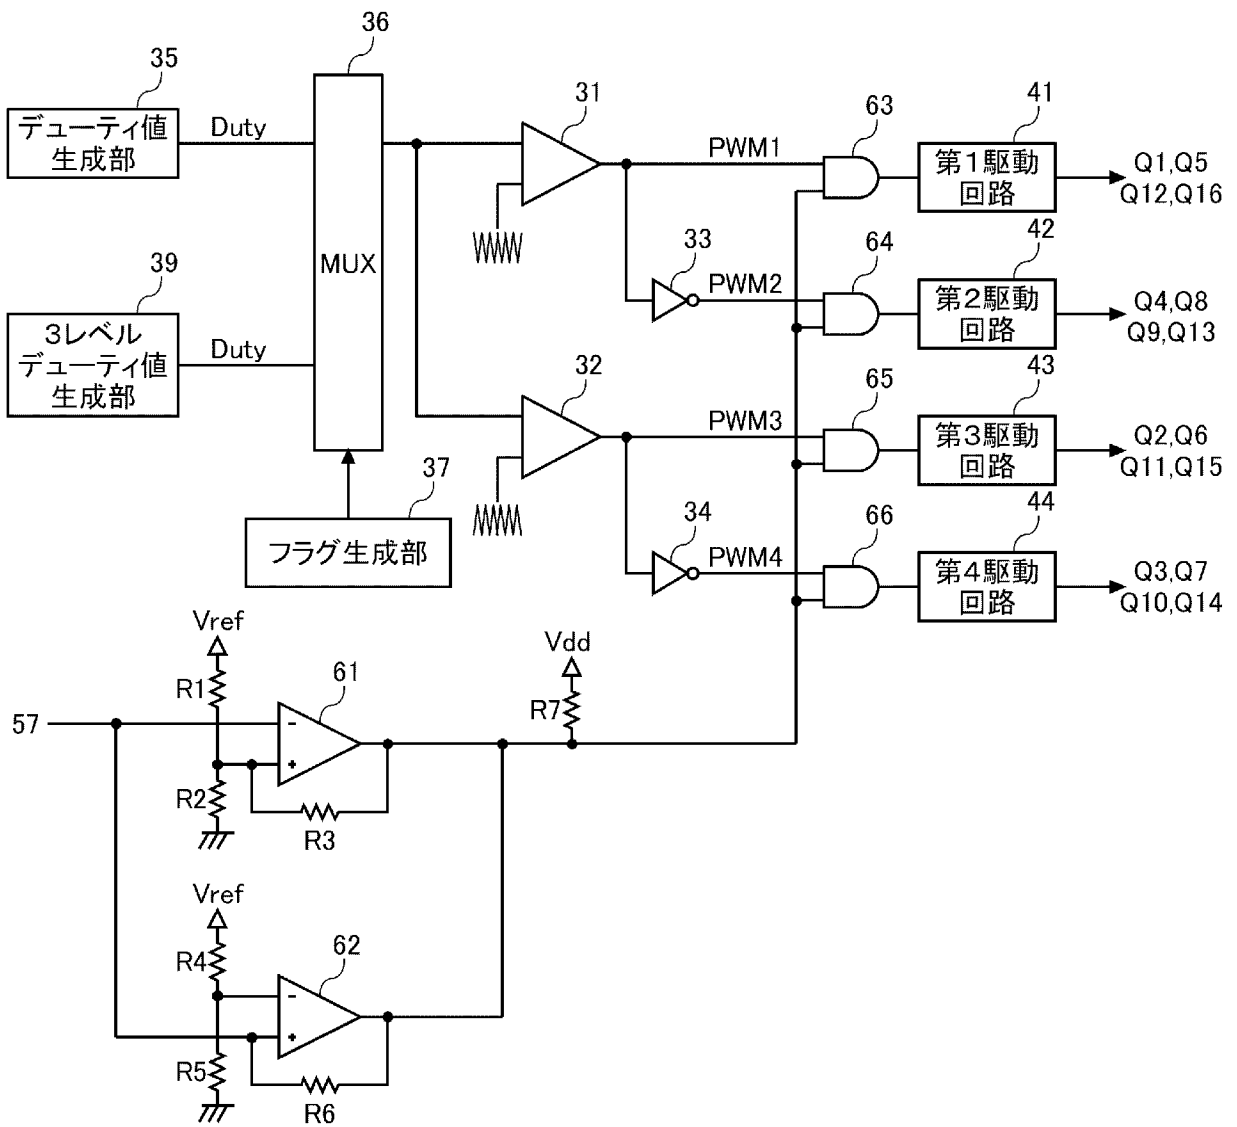 36
35
デューティ値
生成部
Duty
39
3レベル
デューティ値
生成部
Duty
MUX
37
フラグ生成部
31
PWM1
33
PWM2
32
PWM3
34
PWM4
63
64
65
66
41
第1駆動
回路
Q1,Q5
Q12,Q16
42
第2駆動
回路
Q4,Q8
Q9,Q13
43
第3駆動
回路
Q2,Q6
Q11,Q15
44
第4駆動
回路
Q3,Q7
Q10,Q14
Vref
R1
61
57
-
+
R2
R3
Vdd
R7
Vref
R4
62
-
+
R5
R6